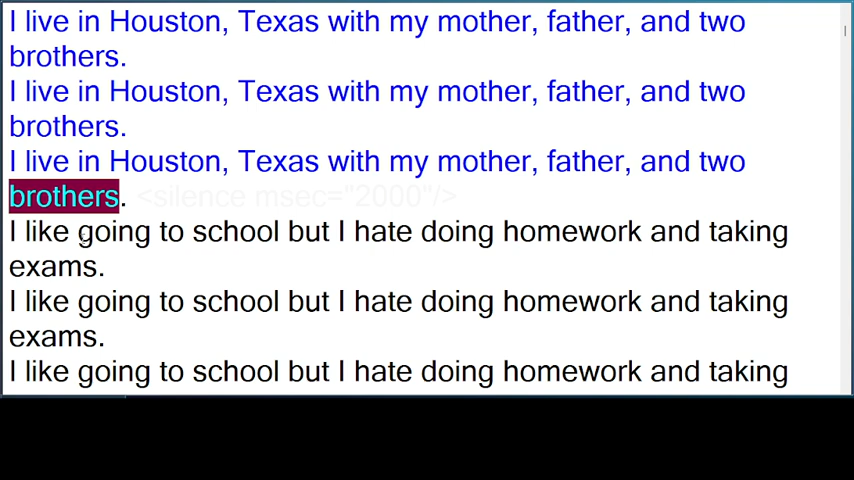 I live in Houston, Texas with my mother, father, and two
brothers.
I live in Houston, Texas with my mother, father, and two
brothers.
I live in Houston, Texas with my mother, father, and two
brothers. <silence msec="2000"/>
I like going to school but I hate doing homework and taking
exams.
I like going to school but I hate doing homework and taking
exams.
I like going to school but I hate doing homework and taking